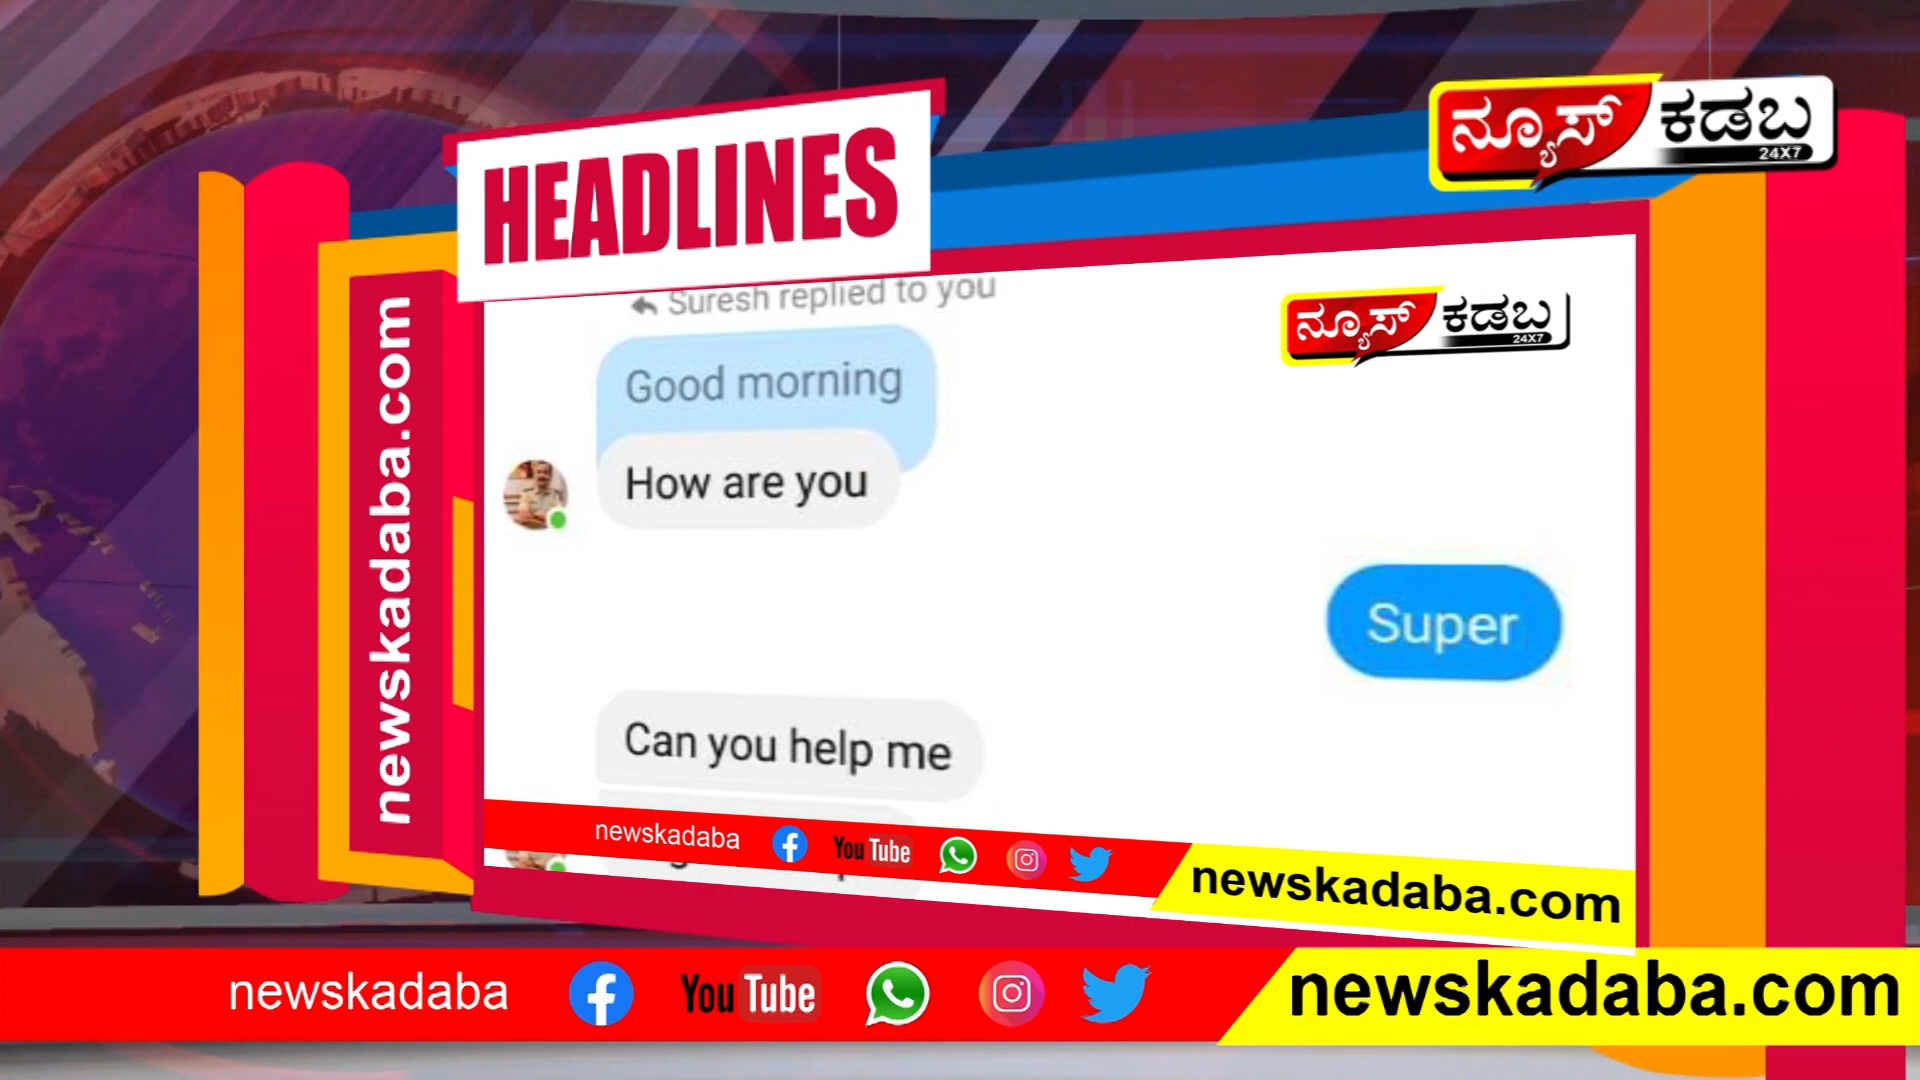 HEADLINES
ನ್ಯೂಸ್ ಕಡಬ
24X7
newskadaba.com
Suresh replied to you
ನ್ಯೂಸ್ ಕಡಬ
24X7
Good morning
How are you
Super
Can you help me
newskadaba
You Tube
newskadaba.com
newskadaba
You Tube
newskadaba.com